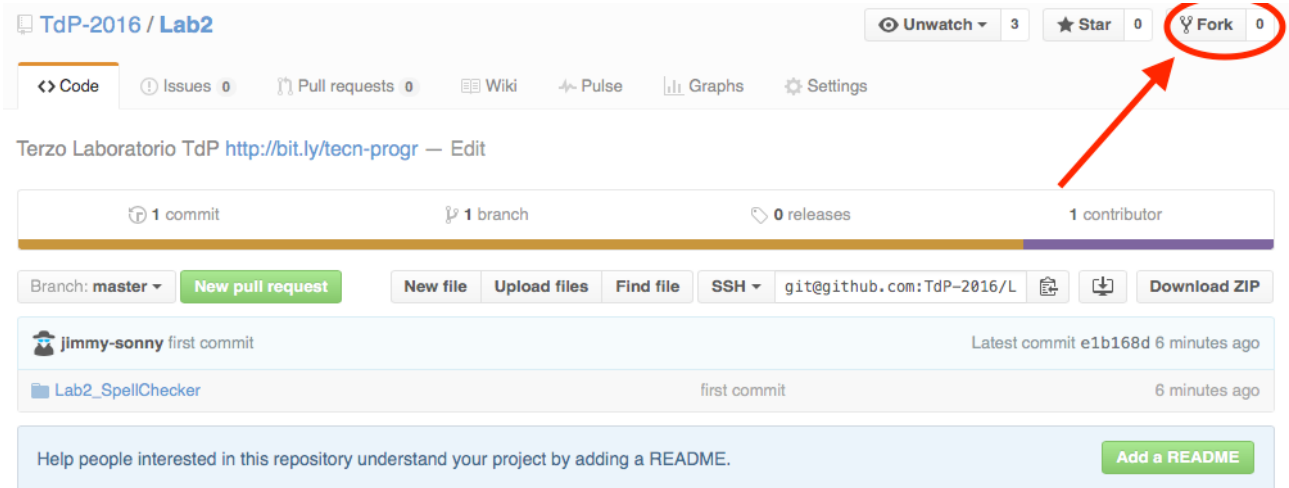 TdP-2016 / Lab2 Unwatch 3 Star 0 Fork 0
Code Issues 0 Pull requests 0 Wiki Pulse Graphs Settings
Terzo Laboratorio TdP http://bit.ly/tecn-progr — Edit
1 commit 1 branch 0 releases 1 contributor
Branch: master New pull request New file Upload files Find file SSH git@github.com:TdP-2016/L Download ZIP
jimmy-sonny first commit Latest commit e1b168d 6 minutes ago
Lab2_SpellChecker first commit 6 minutes ago
Help people interested in this repository understand your project by adding a README. Add a README